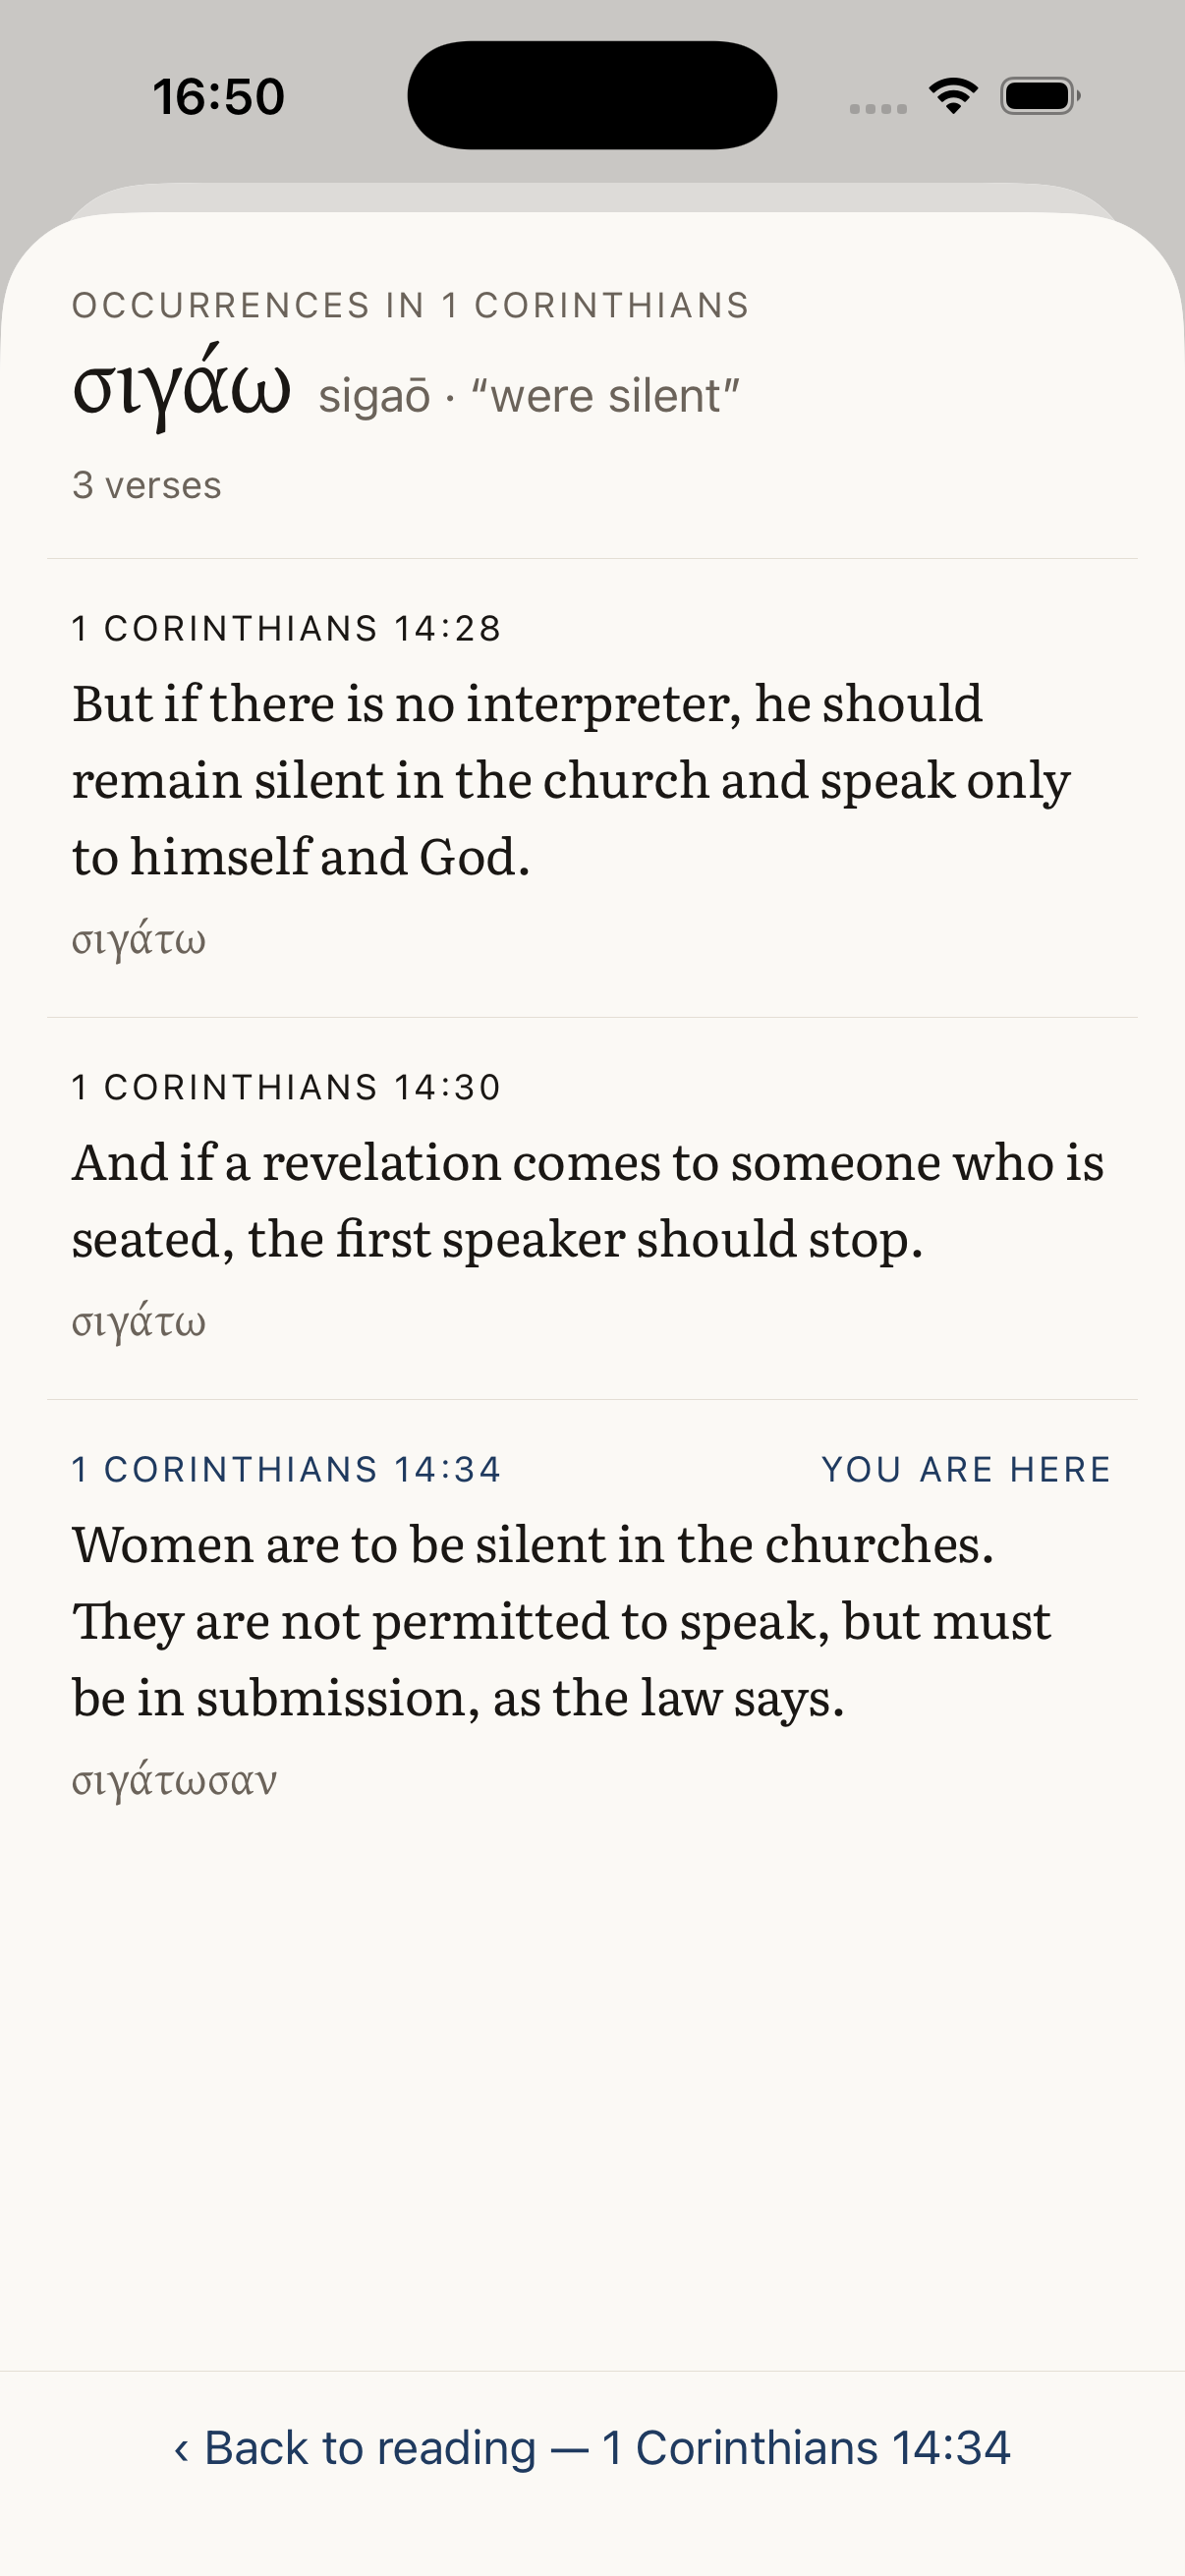 16:50
OCCURRENCES IN 1 CORINTHIANS
σιγάω sigaō · “were silent”
3 verses
1 CORINTHIANS 14:28
But if there is no interpreter, he should
remain silent in the church and speak only
to himself and God.
σιγάτω
1 CORINTHIANS 14:30
And if a revelation comes to someone who is
seated, the first speaker should stop.
σιγάτω
1 CORINTHIANS 14:34 YOU ARE HERE
Women are to be silent in the churches.
They are not permitted to speak, but must
be in submission, as the law says.
σιγάτωσαν
‹ Back to reading — 1 Corinthians 14:34